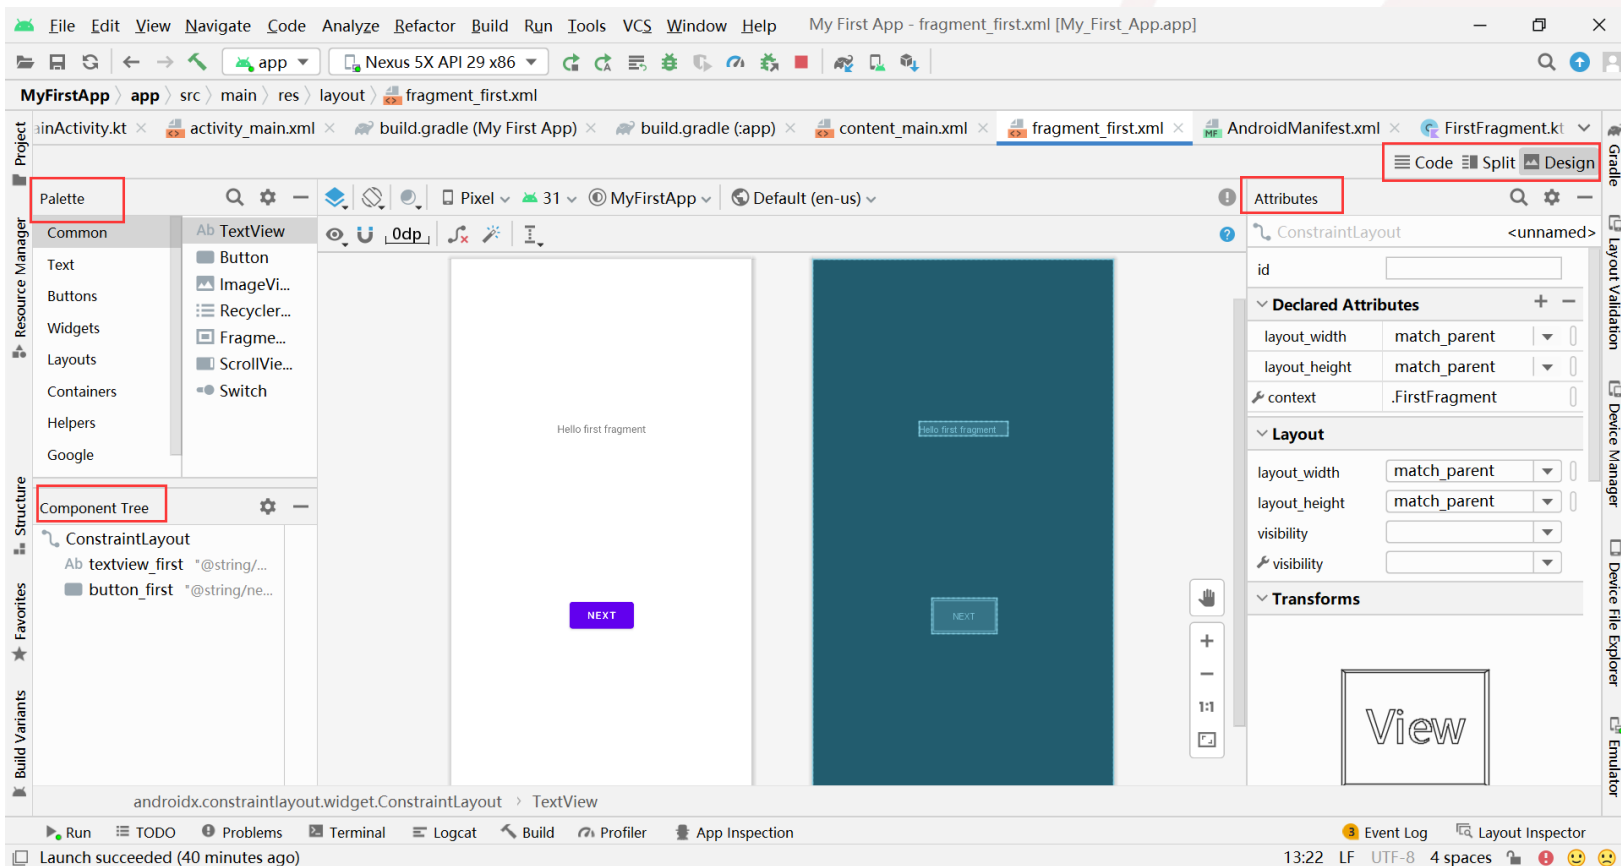 File Edit View Navigate Code Analyze Refactor Build Run Tools VCS Window Help My First App - fragment_first.xml [My_First_App.app]
app Nexus 5X API 29 x86
MyFirstApp app src main res layout fragment_first.xml
ainActivity.kt activity_main.xml build.gradle (My First App) build.gradle (:app) content_main.xml fragment_first.xml AndroidManifest.xml FirstFragment.kt
Code Split Design
Project
Resource Manager
Structure
Favorites
Build Variants
Palette
Common
Text
Buttons
Widgets
Layouts
Containers
Helpers
Google
Ab TextView
Button
ImageVi...
Recycler...
Fragme...
ScrollVie...
Switch
Component Tree
ConstraintLayout
Ab textview_first "@string/...
button_first "@string/ne...
Pixel 31 MyFirstApp Default (en-us)
0dp
Hello first fragment
NEXT
Hello first fragment
NEXT
1:1
Attributes
ConstraintLayout <unnamed>
id
Declared Attributes
layout_width match_parent
layout_height match_parent
context .FirstFragment
Layout
layout_width match_parent
layout_height match_parent
visibility
visibility
Transforms
View
Gradle
Layout Validation
Device Manager
Device File Explorer
Emulator
androidx.constraintlayout.widget.ConstraintLayout TextView
Run TODO Problems Terminal Logcat Build Profiler App Inspection 3 Event Log Layout Inspector
Launch succeeded (40 minutes ago) 13:22 LF UTF-8 4 spaces